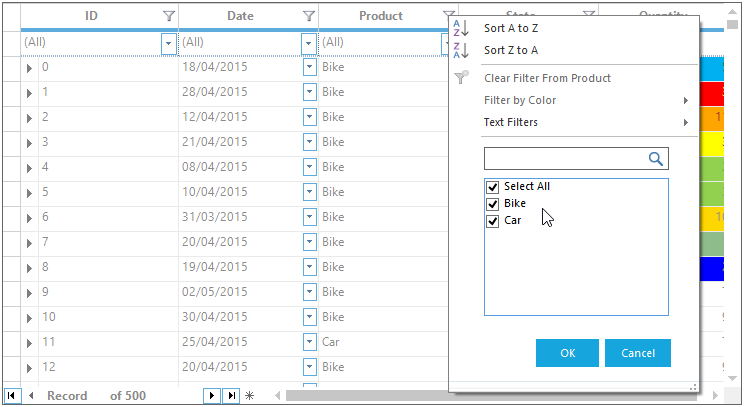 ID Date Product State Quantity
(All) (All) (All)
0 18/04/2015 Bike
1 28/04/2015 Bike
2 12/04/2015 Bike
3 21/04/2015 Bike
4 08/04/2015 Bike
5 10/04/2015 Bike
6 31/03/2015 Bike
7 20/04/2015 Bike
8 19/04/2015 Bike
9 02/05/2015 Bike
10 30/04/2015 Bike
11 25/04/2015 Car
12 20/04/2015 Bike
Record of 500
Sort A to Z
Sort Z to A
Clear Filter From Product
Filter by Color
Text Filters
Select All
Bike
Car
OK Cancel